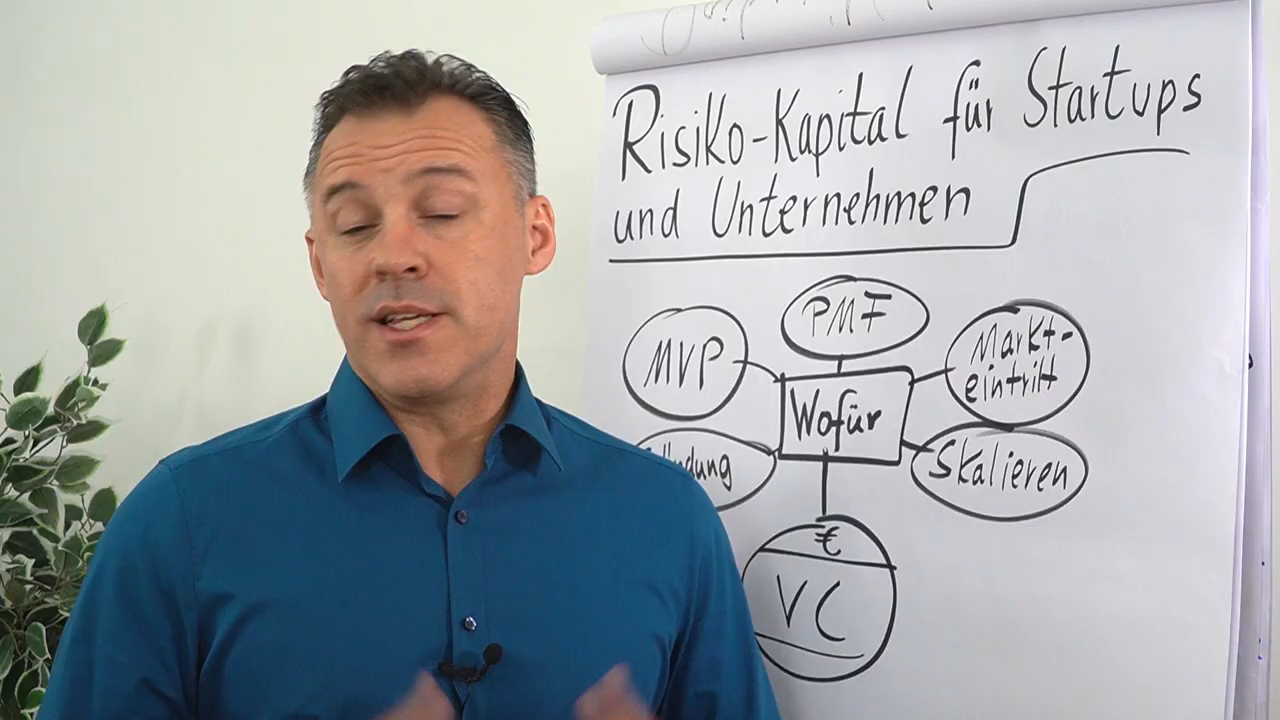 Risiko-Kapital für Startups
und Unternehmen
PMF
MVP
Markt-
eintritt
Wofür
Skalieren
€
VC